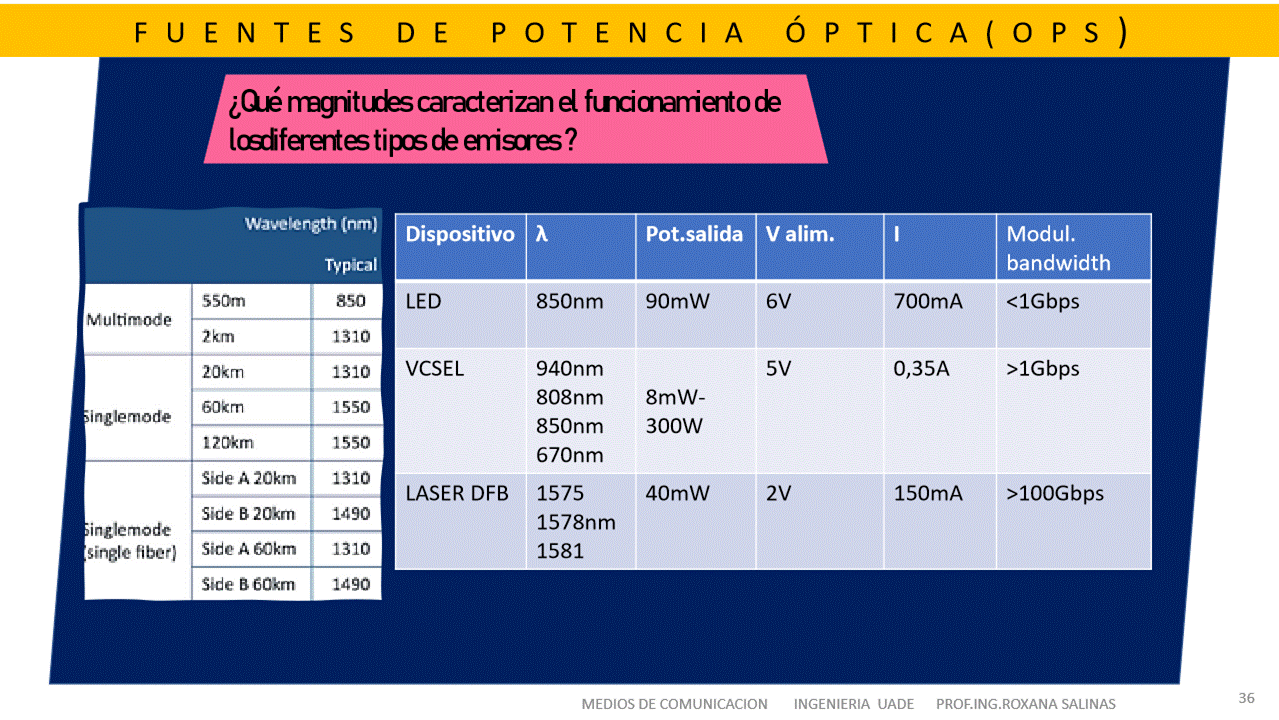 FUENTES DE POTENCIA ÓPTICA(OPS)
¿Qué magnitudes caracterizan el funcionamiento de
losdiferentes tipos de emisores ?
Wavelength (nm)
Typical
Multimode
550m 850
2km 1310
Singlemode
20km 1310
60km 1550
120km 1550
Singlemode
(single fiber)
Side A 20km 1310
Side B 20km 1490
Side A 60km 1310
Side B 60km 1490
Dispositivo λ Pot.salida V alim. I Modul.
bandwidth
LED 850nm 90mW 6V 700mA <1Gbps
VCSEL 940nm 5V 0,35A >1Gbps
808nm 8mW-
850nm 300W
670nm
LASER DFB 1575 40mW 2V 150mA >100Gbps
1578nm
1581
MEDIOS DE COMUNICACION INGENIERIA UADE PROF.ING.ROXANA SALINAS
36